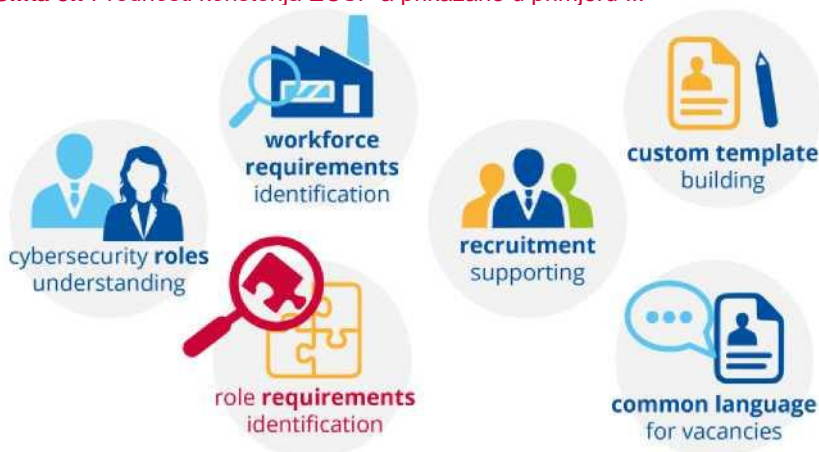 workforce
requirements
identification
custom template
building
cybersecurity roles
understanding
recruitment
supporting
role requirements
identification
common language
for vacancies